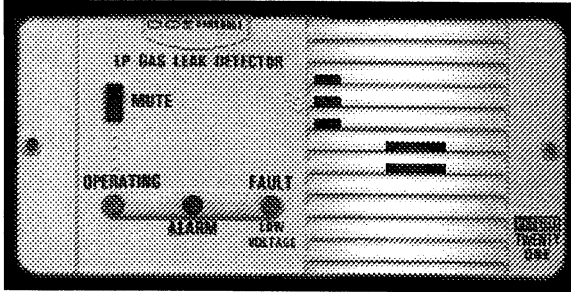 LP GAS LEAK DETECTOR
MUTE
OPERATING
FAULT
ALARM
LOW
VOLTAGE
TWENTY
ONE